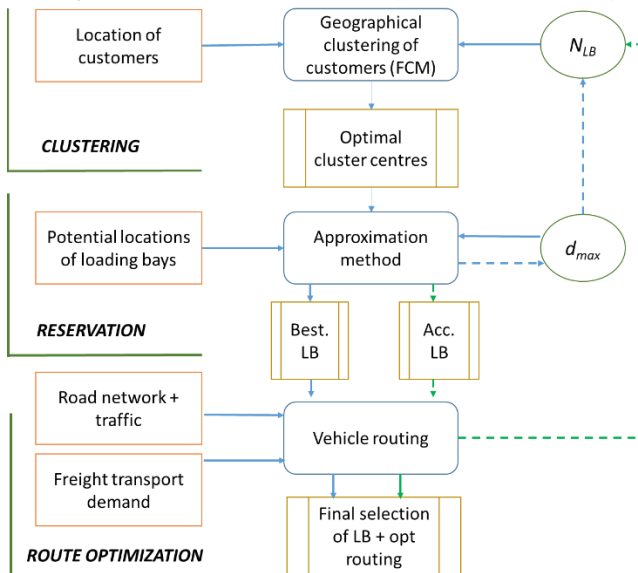 Location of
customers
Geographical
clustering of
customers (FCM)
N_LB
CLUSTERING
Optimal
cluster centres
Potential locations
of loading bays
Approximation
method
d_max
RESERVATION
Best.
LB
Acc.
LB
Road network +
traffic
Vehicle routing
Freight transport
demand
Final selection
of LB + opt
routing
ROUTE OPTIMIZATION